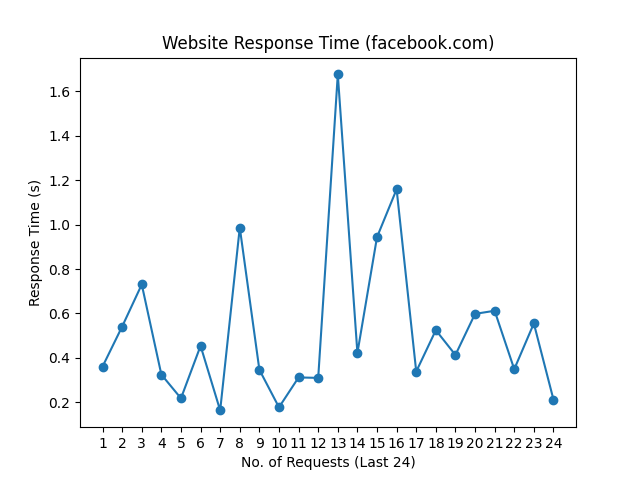 Website Response Time (facebook.com)
1.6
1.4
1.2
1.0
0.8
0.6
0.4
0.2
Response Time (s)
1 2 3 4 5 6 7 8 9 10 11 12 13 14 15 16 17 18 19 20 21 22 23 24
No. of Requests (Last 24)